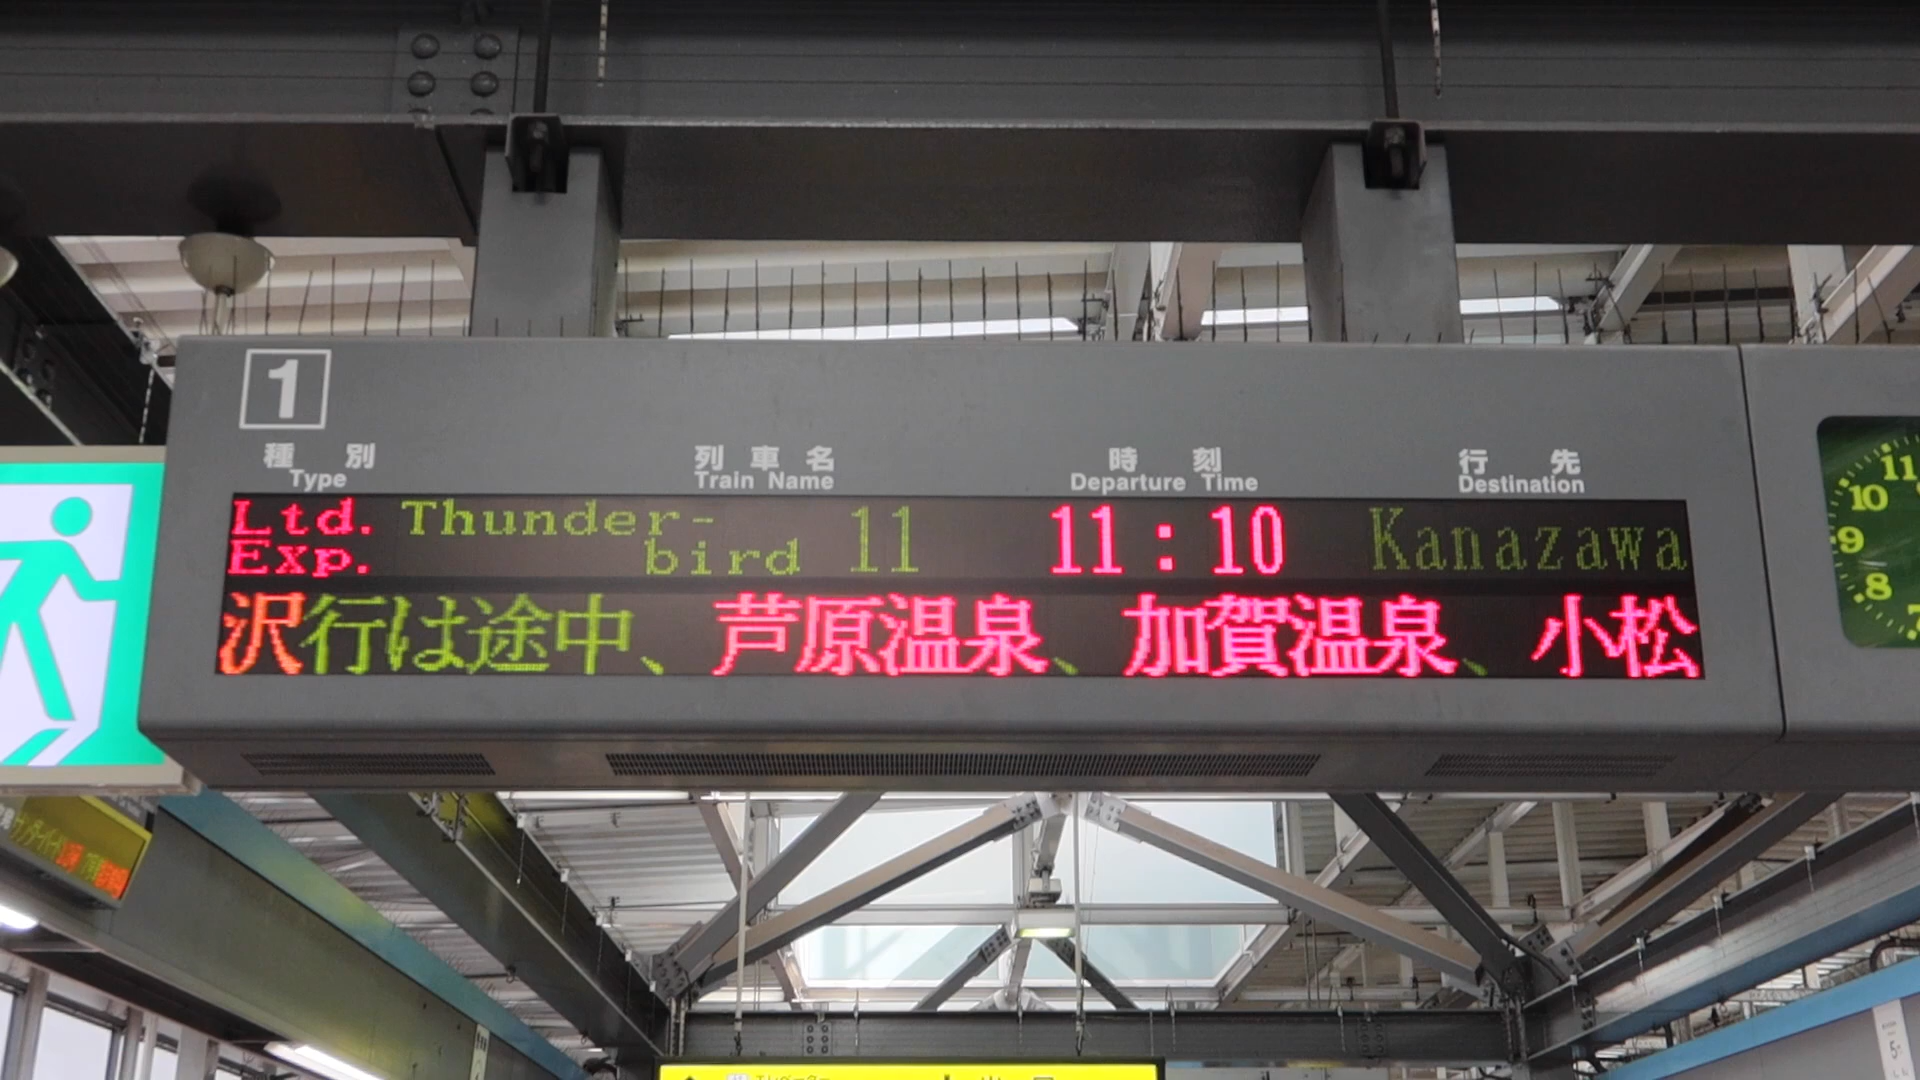 1
種別 列車名 時刻 行先
Type Train Name Departure Time Destination
Ltd. Exp. Thunder-bird 11 11:10 Kanazawa
沢行は途中、芦原温泉、加賀温泉、小松
11
10
9
8
7